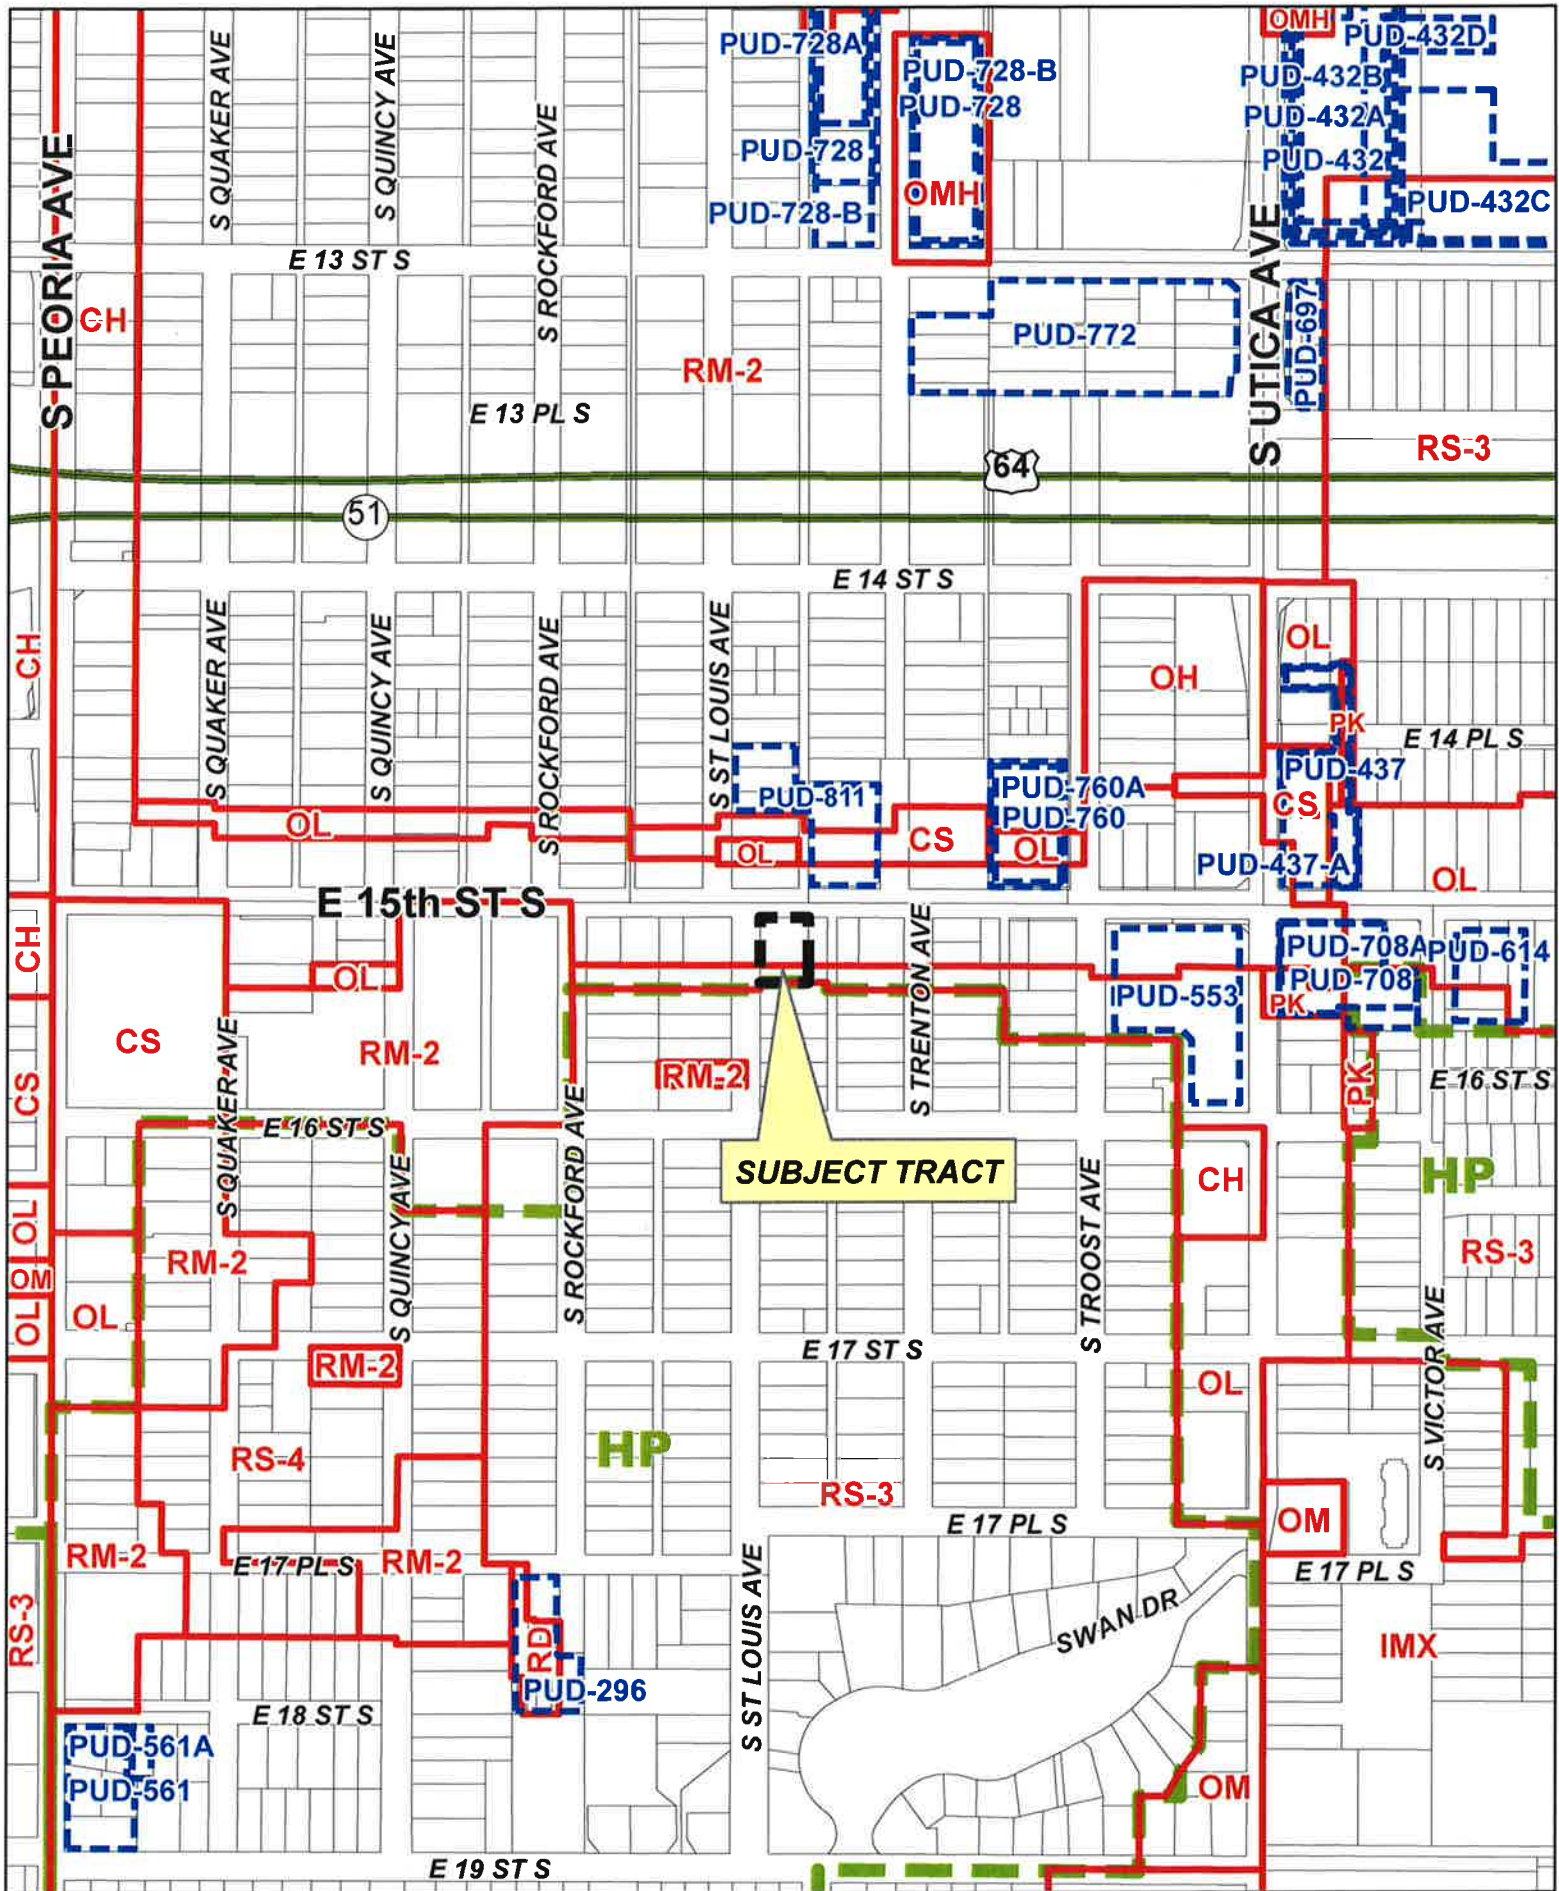 OMH
PUD-432D
PUD-728A
PUD-728-B
PUD-432B
PUD-728
PUD-432A
PUD-728
PUD-432
OMH
PUD-432C
PUD-728-B
S QUAKER AVE
S QUINCY AVE
S ROCKFORD AVE
S PEORIA AVE
S UTICA AVE
E 13 ST S
CH
PUD-772
PUD-697
RM-2
E 13 PL S
RS-3
64
51
E 14 ST S
CH
S QUAKER AVE
S QUINCY AVE
S ROCKFORD AVE
S ST LOUIS AVE
OL
OH
PK
E 14 PL S
PUD-437
PUD-811
PUD-760A
PUD-760
CS
OL
CS
OL
OL
PUD-437-A
OL
E 15th ST S
CH
S TRENTON AVE
PUD-708A
PUD-614
OL
PUD-708
PUD-553
PK
CS
RM-2
RM-2
CS
PK
E 16 ST S
S QUAKER AVE
E 16 ST S
S QUINCY AVE
S ROCKFORD AVE
SUBJECT TRACT
S TROOST AVE
CH
HP
OL
RM-2
RS-3
OM
OL
OL
S VICTOR AVE
E 17 ST S
RM-2
OL
HP
RS-4
RS-3
E 17 PL S
OM
RM-2
E 17 PL S
RM-2
E 17 PL S
RS-3
S ST LOUIS AVE
SWAN DR
RD
IMX
PUD-296
E 18 ST S
PUD-561A
PUD-561
OM
E 19 ST S